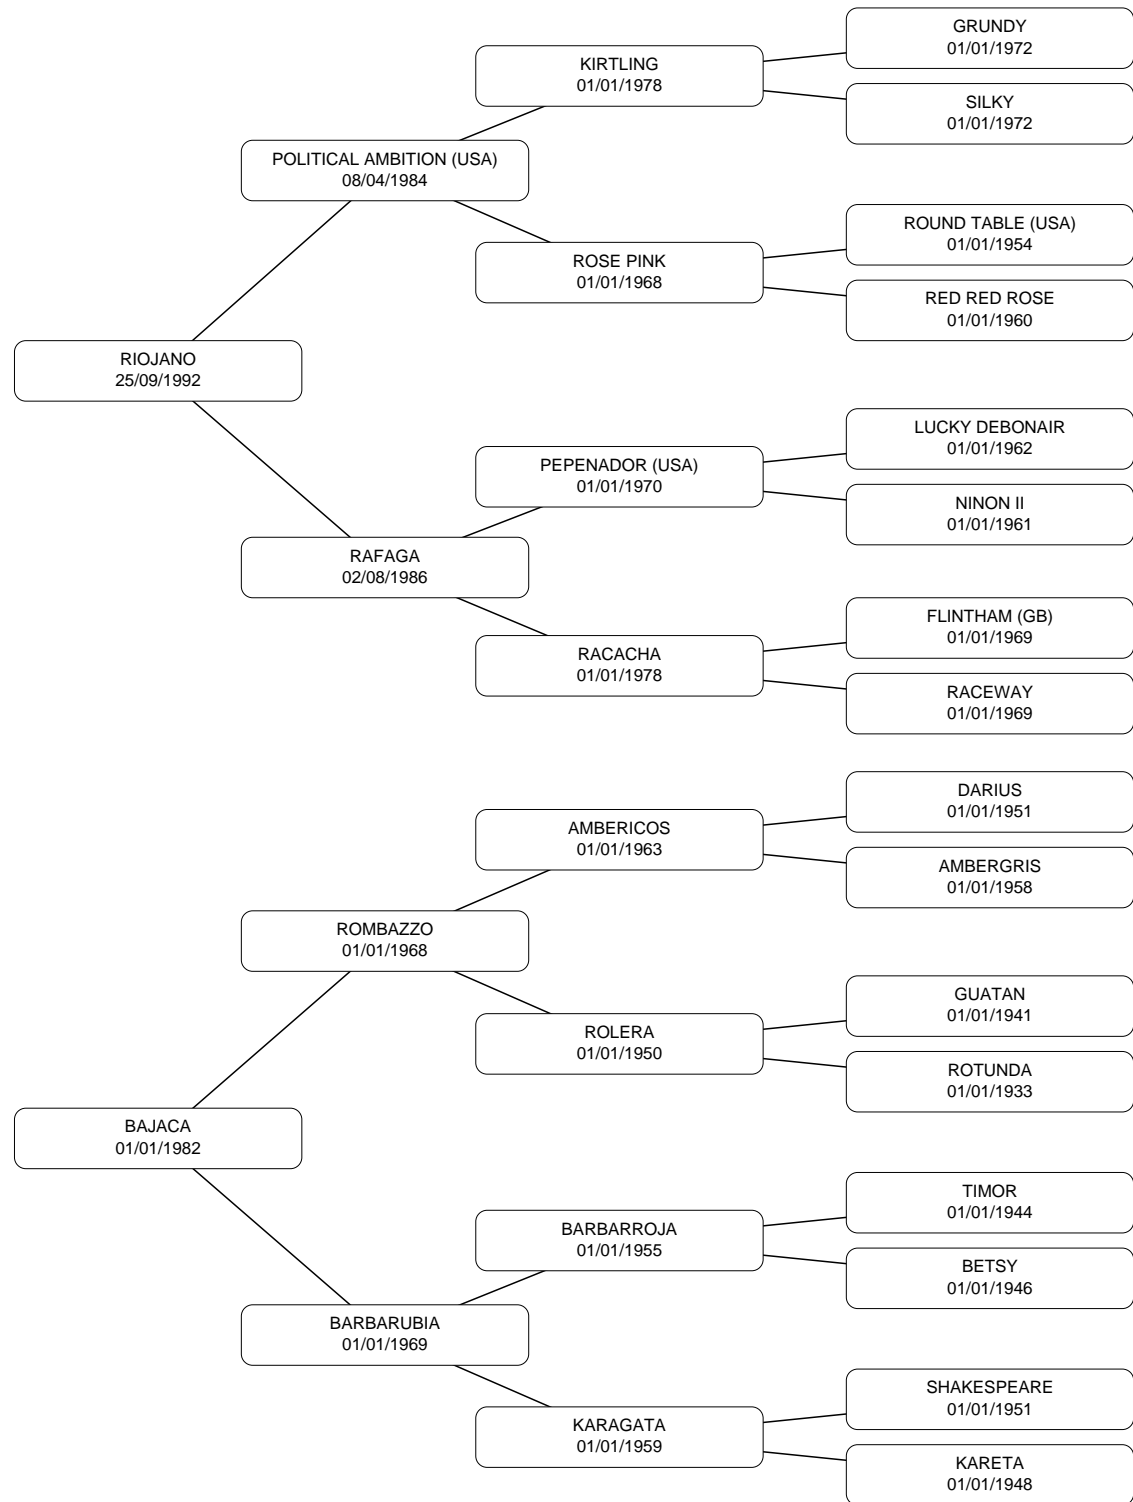 GRUNDY
01/01/1972
KIRTLING
01/01/1978
SILKY
01/01/1972
POLITICAL AMBITION (USA)
08/04/1984
ROUND TABLE (USA)
01/01/1954
ROSE PINK
01/01/1968
RED RED ROSE
01/01/1960
RIOJANO
25/09/1992
LUCKY DEBONAIR
01/01/1962
PEPENADOR (USA)
01/01/1970
NINON II
01/01/1961
RAFAGA
02/08/1986
FLINTHAM (GB)
01/01/1969
RACACHA
01/01/1978
RACEWAY
01/01/1969
DARIUS
01/01/1951
AMBERICOS
01/01/1963
AMBERGRIS
01/01/1958
ROMBAZZO
01/01/1968
GUATAN
01/01/1941
ROLERA
01/01/1950
ROTUNDA
01/01/1933
BAJACA
01/01/1982
TIMOR
01/01/1944
BARBARROJA
01/01/1955
BETSY
01/01/1946
BARBARUBIA
01/01/1969
SHAKESPEARE
01/01/1951
KARAGATA
01/01/1959
KARETA
01/01/1948